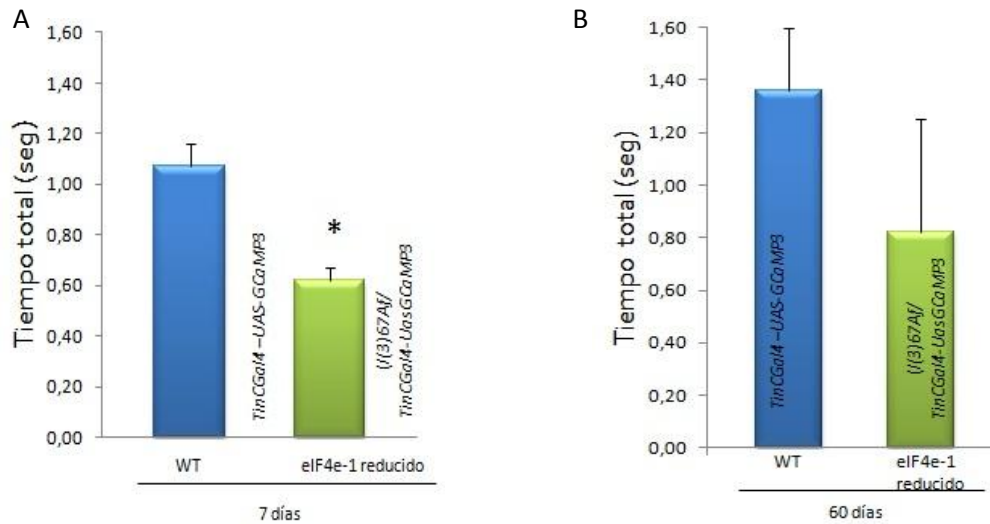 A
1,60
1,40
1,20
1,00
0,80
0,60
0,40
0,20
0,00
Tiempo total (seg)
*
TinCGal4 –UAS-GCaMP3
(l(3)67Af/
TinCGal4-UasGCaMP3
WT
eIF4e-1 reducido
7 días
B
1,60
1,40
1,20
1,00
0,80
0,60
0,40
0,20
0,00
Tiempo total (seg)
TinCGal4 –UAS-GCaMP3
(l(3)67Af/
TinCGal4-UasGCaMP3
WT
eIF4e-1
reducido
60 días